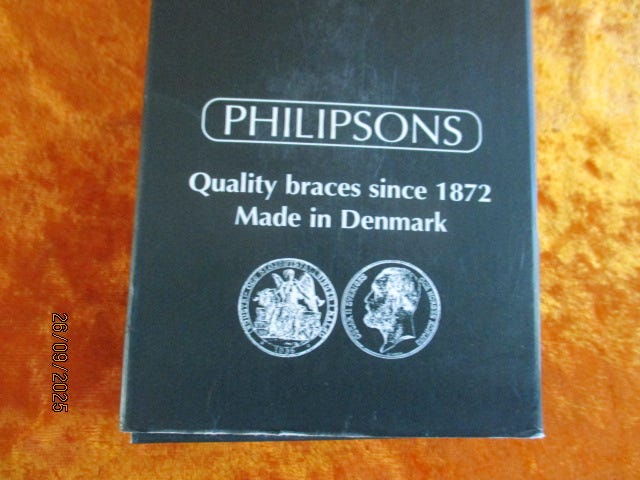 PHILIPSONS
Quality braces since 1872
Made in Denmark
26/09/2025